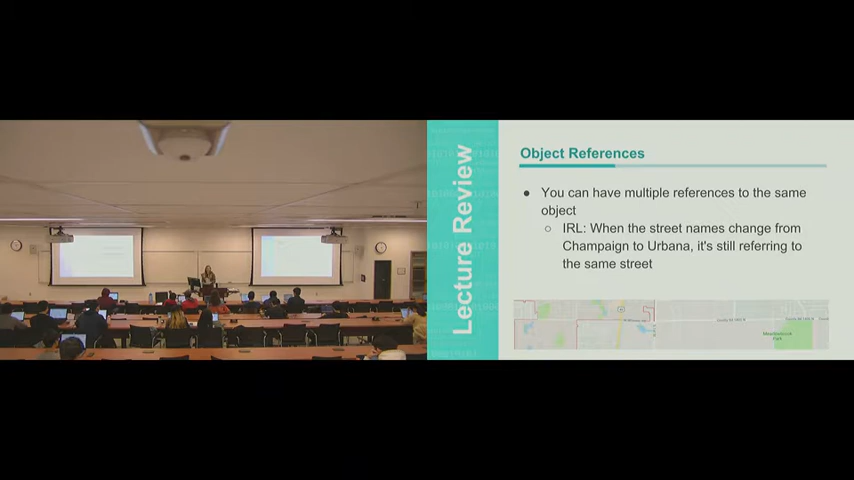 Lecture Review
Object References
● You can have multiple references to the same
object
○ IRL: When the street names change from
Champaign to Urbana, it's still referring to
the same street